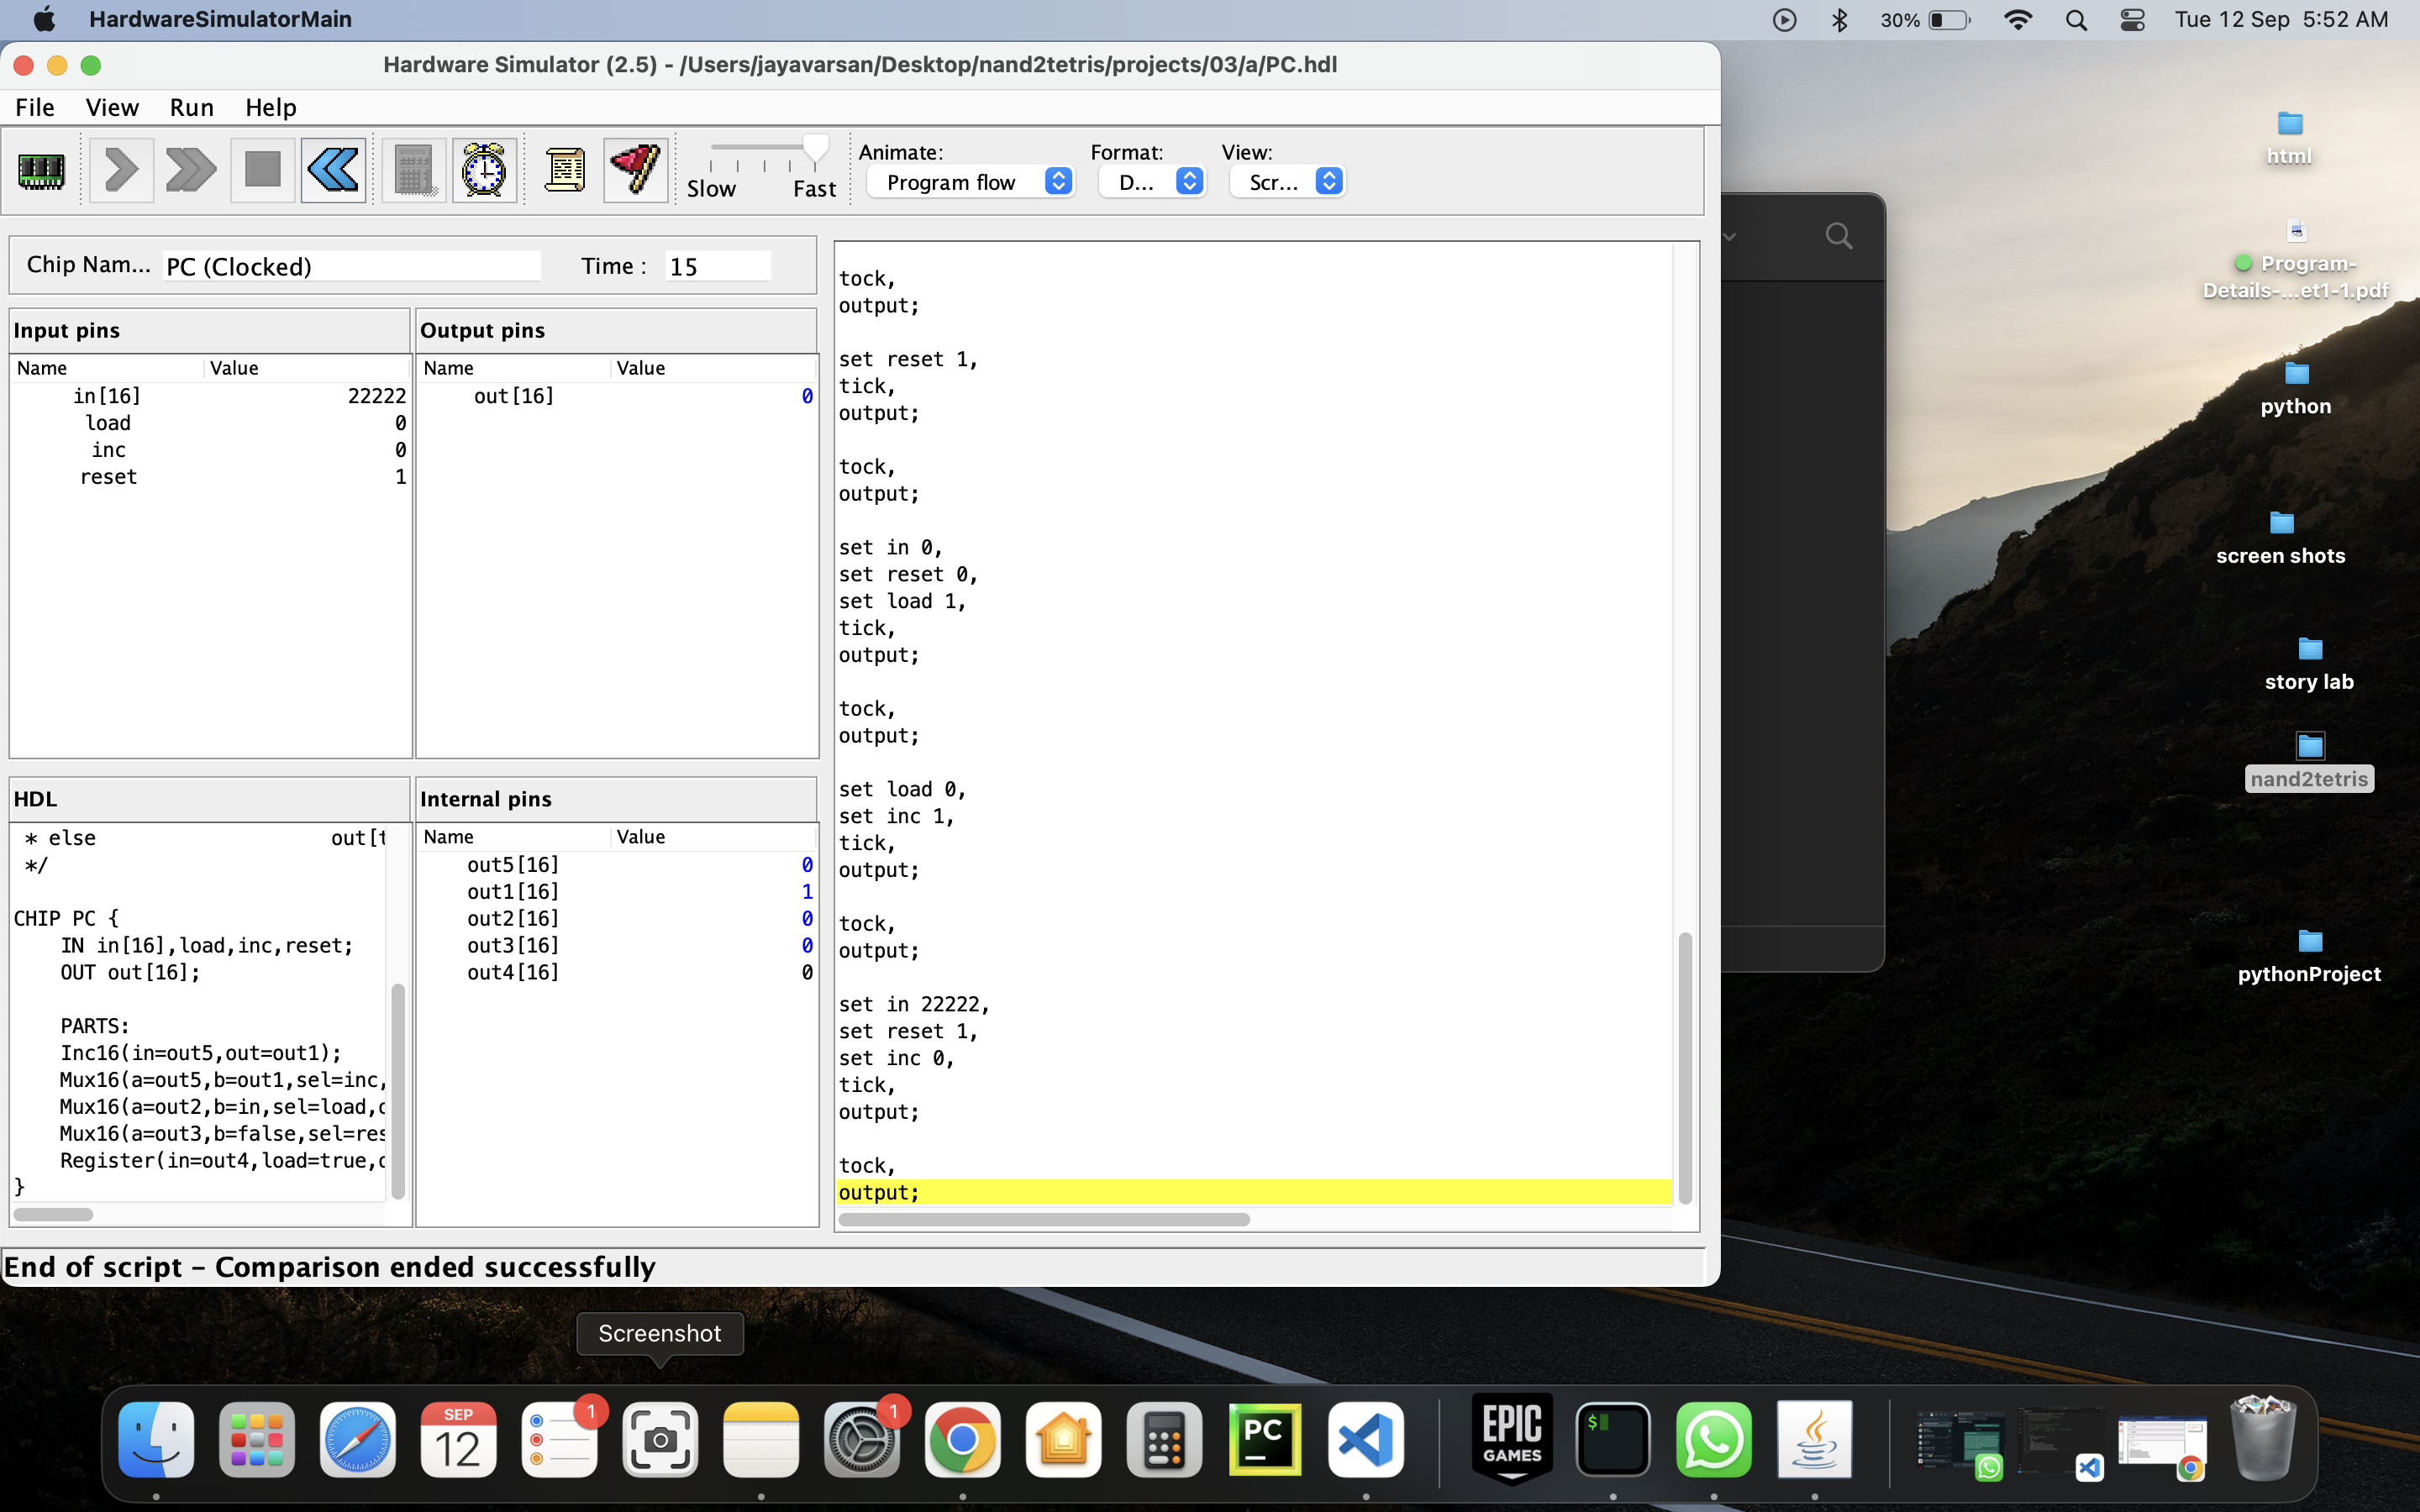 HardwareSimulatorMain
30%
Tue 12 Sep 5:52 AM
Hardware Simulator (2.5) - /Users/jayavarsan/Desktop/nand2tetris/projects/03/a/PC.hdl
File View Run Help
Slow Fast
Animate:
Program flow
Format:
D...
View:
Scr...
Chip Nam... PC (Clocked) Time : 15
Input pins
Name Value
in[16] 22222
load 0
inc 0
reset 1
Output pins
Name Value
out[16] 0
HDL
* else out[t
*/
CHIP PC {
IN in[16],load,inc,reset;
OUT out[16];
PARTS:
Inc16(in=out5,out=out1);
Mux16(a=out5,b=out1,sel=inc,
Mux16(a=out2,b=in,sel=load,o
Mux16(a=out3,b=false,sel=res
Register(in=out4,load=true,o
}
Internal pins
Name Value
out5[16] 0
out1[16] 1
out2[16] 0
out3[16] 0
out4[16] 0
tock,
output;
set reset 1,
tick,
output;
tock,
output;
set in 0,
set reset 0,
set load 1,
tick,
output;
tock,
output;
set load 0,
set inc 1,
tick,
output;
tock,
output;
set in 22222,
set reset 1,
set inc 0,
tick,
output;
tock,
output;
End of script - Comparison ended successfully
html
Program-
Details-...et1-1.pdf
python
screen shots
story lab
nand2tetris
pythonProject
Screenshot
SEP
12
1
1
PC
EPIC
GAMES
$